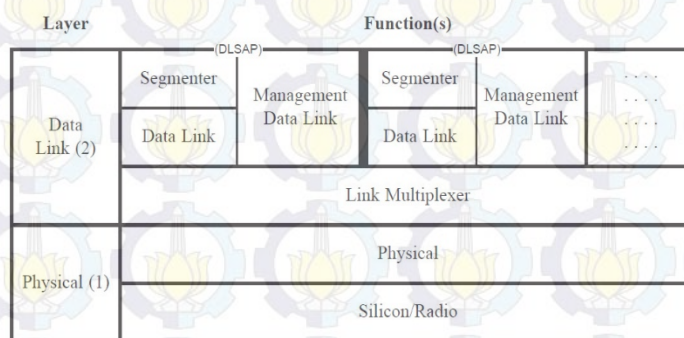 Layer Function(s)
(DLSAP) (DLSAP)
Segmenter
Management
Data Link
Data Link
Segmenter
Management
Data Link
Data Link
. . . .
. . . .
. . . .
. . . .
Data
Link (2)
Link Multiplexer
Physical (1)
Physical
Silicon/Radio